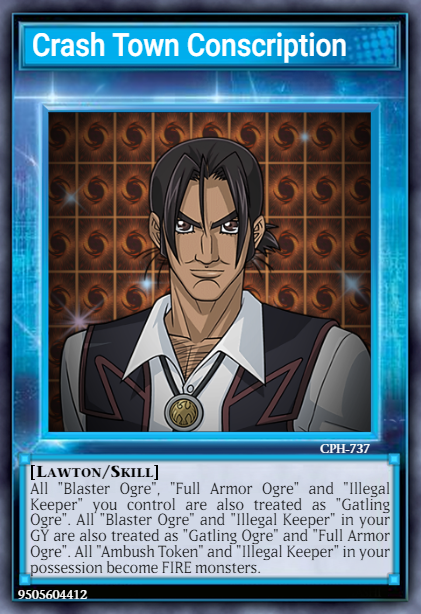 Crash Town Conscription
CPH-737
[LAWTON/SKILL]
All "Blaster Ogre", "Full Armor Ogre" and "Illegal
Keeper" you control are also treated as "Gatling
Ogre". All "Blaster Ogre" and "Illegal Keeper" in your
GY are also treated as "Gatling Ogre" and "Full Armor
Ogre". All "Ambush Token" and "Illegal Keeper" in your
possession become FIRE monsters.
9505604412